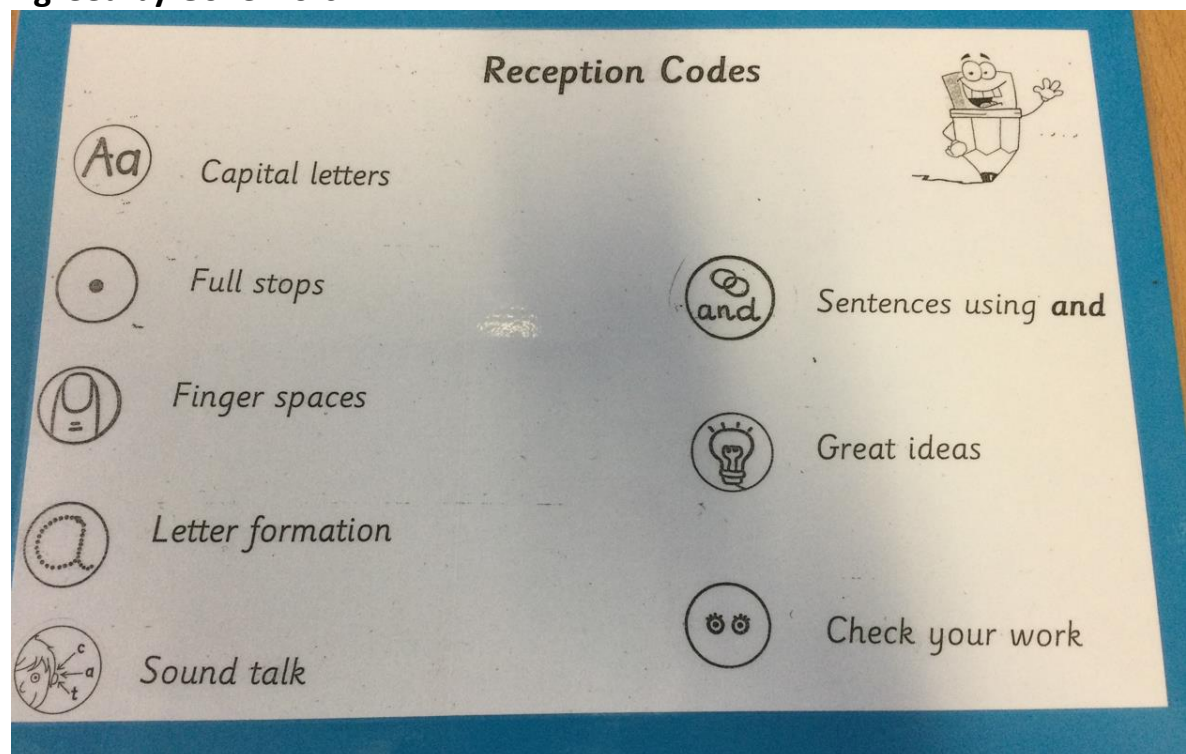 Reception Codes
Aa
Capital letters
Full stops
Finger spaces
a
Letter formation
c
a
t
Sound talk
and
Sentences using and
Great ideas
Check your work